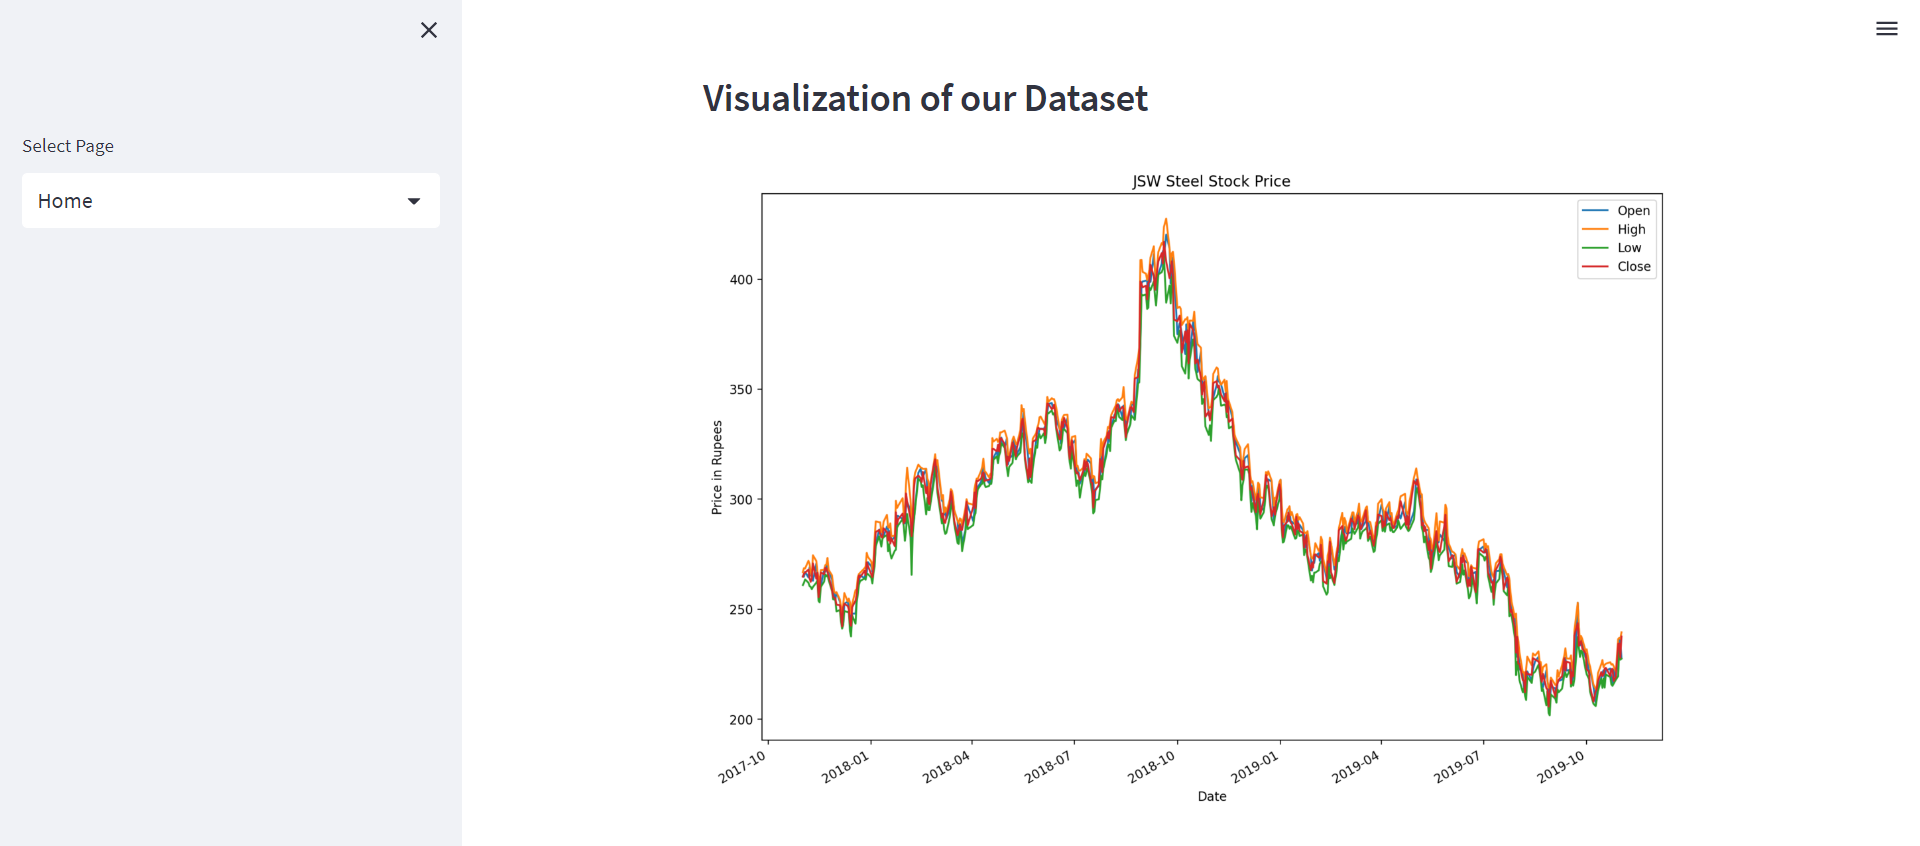 Select Page
Home
Visualization of our Dataset
JSW Steel Stock Price
Open
High
Low
Close
Price in Rupees
400
350
300
250
200
2017-10
2018-01
2018-04
2018-07
2018-10
2019-01
2019-04
2019-07
2019-10
Date